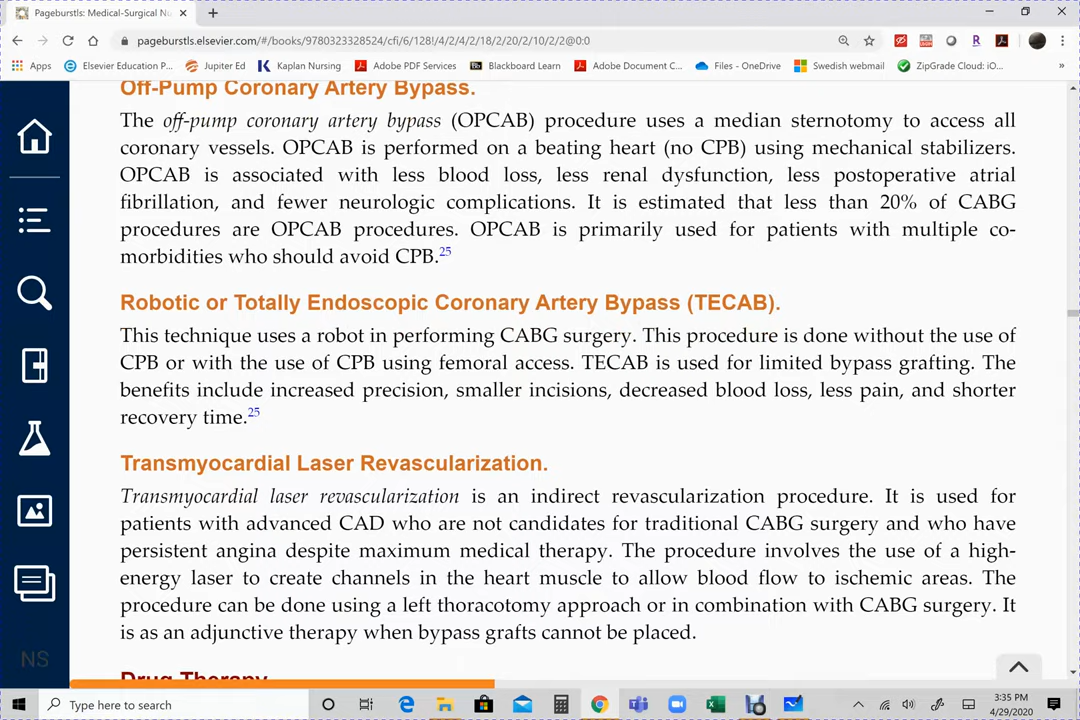 Pageburstls: Medical-Surgical Nu
pageburstls.elsevier.com/#/books/9780323328524/cfi/6/128!/4/2/4/2/18/2/20/2/10/2/2@0:0
Apps Elsevier Education P... Jupiter Ed Kaplan Nursing Adobe PDF Services Bb Blackboard Learn Adobe Document C... Files - OneDrive Swedish webmail ZipGrade Cloud: iO... »
Off-Pump Coronary Artery Bypass.
The off-pump coronary artery bypass (OPCAB) procedure uses a median sternotomy to access all
coronary vessels. OPCAB is performed on a beating heart (no CPB) using mechanical stabilizers.
OPCAB is associated with less blood loss, less renal dysfunction, less postoperative atrial
fibrillation, and fewer neurologic complications. It is estimated that less than 20% of CABG
procedures are OPCAB procedures. OPCAB is primarily used for patients with multiple co-
morbidities who should avoid CPB.25
Robotic or Totally Endoscopic Coronary Artery Bypass (TECAB).
This technique uses a robot in performing CABG surgery. This procedure is done without the use of
CPB or with the use of CPB using femoral access. TECAB is used for limited bypass grafting. The
benefits include increased precision, smaller incisions, decreased blood loss, less pain, and shorter
recovery time.25
Transmyocardial Laser Revascularization.
Transmyocardial laser revascularization is an indirect revascularization procedure. It is used for
patients with advanced CAD who are not candidates for traditional CABG surgery and who have
persistent angina despite maximum medical therapy. The procedure involves the use of a high-
energy laser to create channels in the heart muscle to allow blood flow to ischemic areas. The
procedure can be done using a left thoracotomy approach or in combination with CABG surgery. It
is as an adjunctive therapy when bypass grafts cannot be placed.
NS
Drug Therapy
Type here to search
3:35 PM
4/29/2020